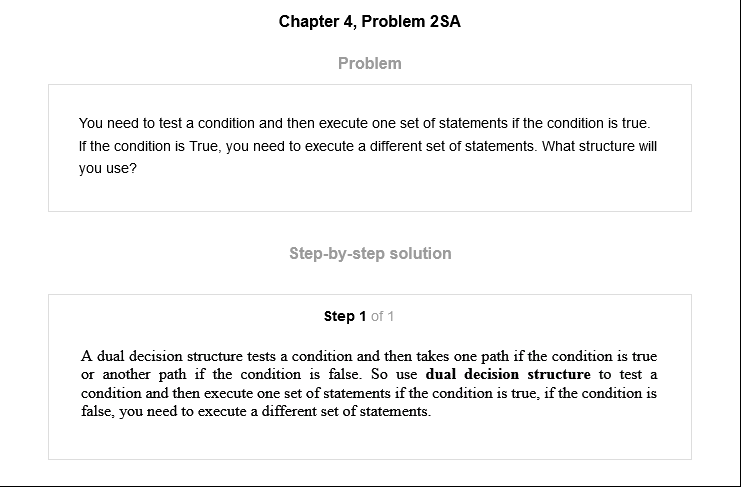 Chapter 4, Problem 2SA
Problem
You need to test a condition and then execute one set of statements if the condition is true.
If the condition is True, you need to execute a different set of statements. What structure will
you use?
Step-by-step solution
Step 1 of 1
A dual decision structure tests a condition and then takes one path if the condition is true
or another path if the condition is false. So use dual decision structure to test a
condition and then execute one set of statements if the condition is true, if the condition is
false, you need to execute a different set of statements.